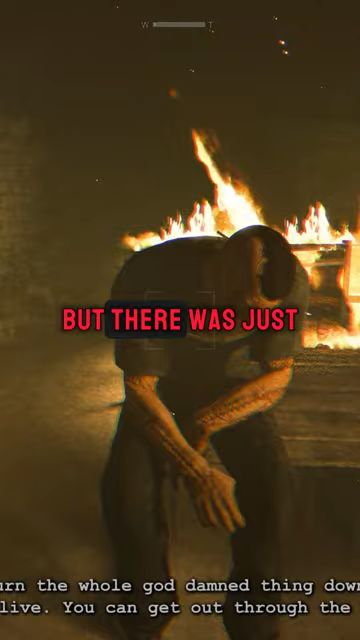 W T
BUT THERE WAS JUST
urn the whole god damned thing down
live. You can get out through the